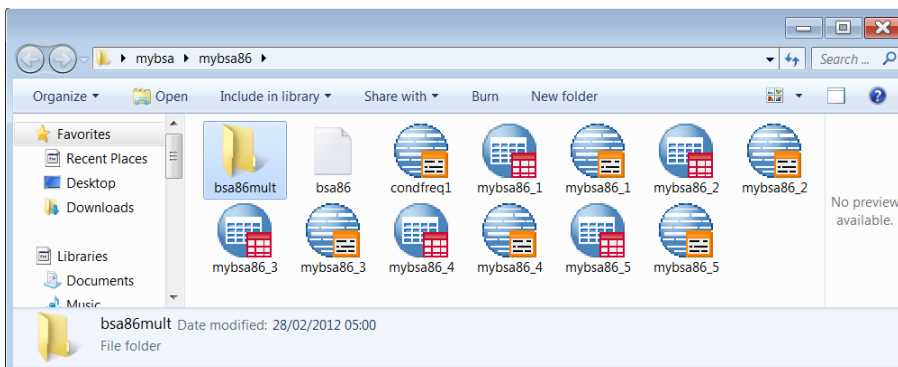 mybsa mybsa86
Search ...
Organize Open Include in library Share with Burn New folder
Favorites
Recent Places
Desktop
Downloads
Libraries
Documents
Music
bsa86mult bsa86 condfreq1 mybsa86_1 mybsa86_1 mybsa86_2 mybsa86_2
mybsa86_3 mybsa86_3 mybsa86_4 mybsa86_4 mybsa86_5 mybsa86_5
No preview
available.
bsa86mult Date modified: 28/02/2012 05:00
File folder